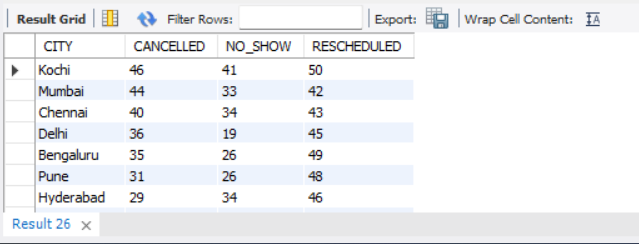 Result Grid Filter Rows: Export: Wrap Cell Content: IA
CITY CANCELLED NO_SHOW RESCHEDULED
Kochi 46 41 50
Mumbai 44 33 42
Chennai 40 34 43
Delhi 36 19 45
Bengaluru 35 26 49
Pune 31 26 48
Hyderabad 29 34 46
Result 26 ×